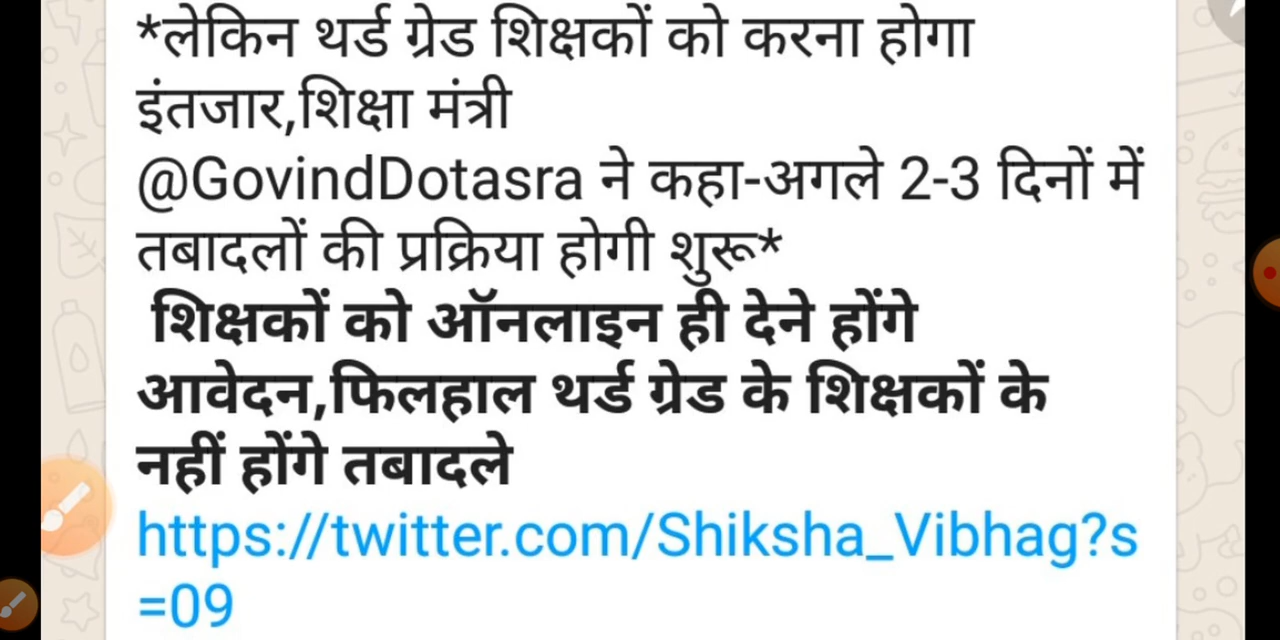 *लेकिन थर्ड ग्रेड शिक्षकों को करना होगा
इंतजार,शिक्षा मंत्री
@GovindDotasra ने कहा-अगले 2-3 दिनों में
तबादलों की प्रक्रिया होगी शुरू*
शिक्षकों को ऑनलाइन ही देने होंगे
आवेदन,फिलहाल थर्ड ग्रेड के शिक्षकों के
नहीं होंगे तबादले
https://twitter.com/Shiksha_Vibhag?s
=09